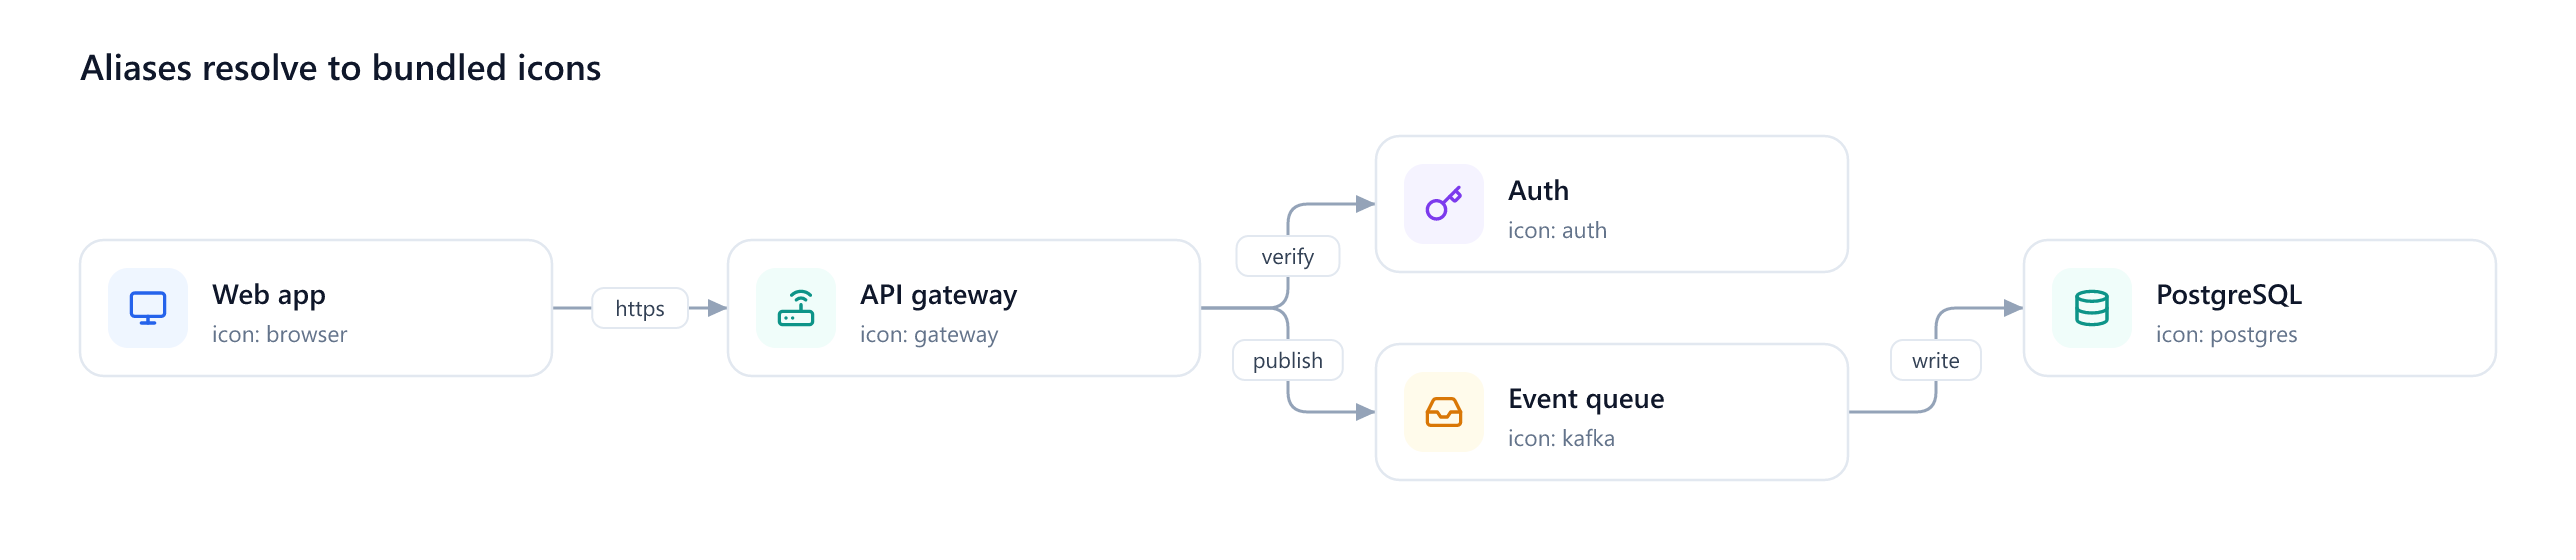 Aliases resolve to bundled icons
Web app
icon: browser
https
API gateway
icon: gateway
verify
publish
Auth
icon: auth
Event queue
icon: kafka
write
PostgreSQL
icon: postgres